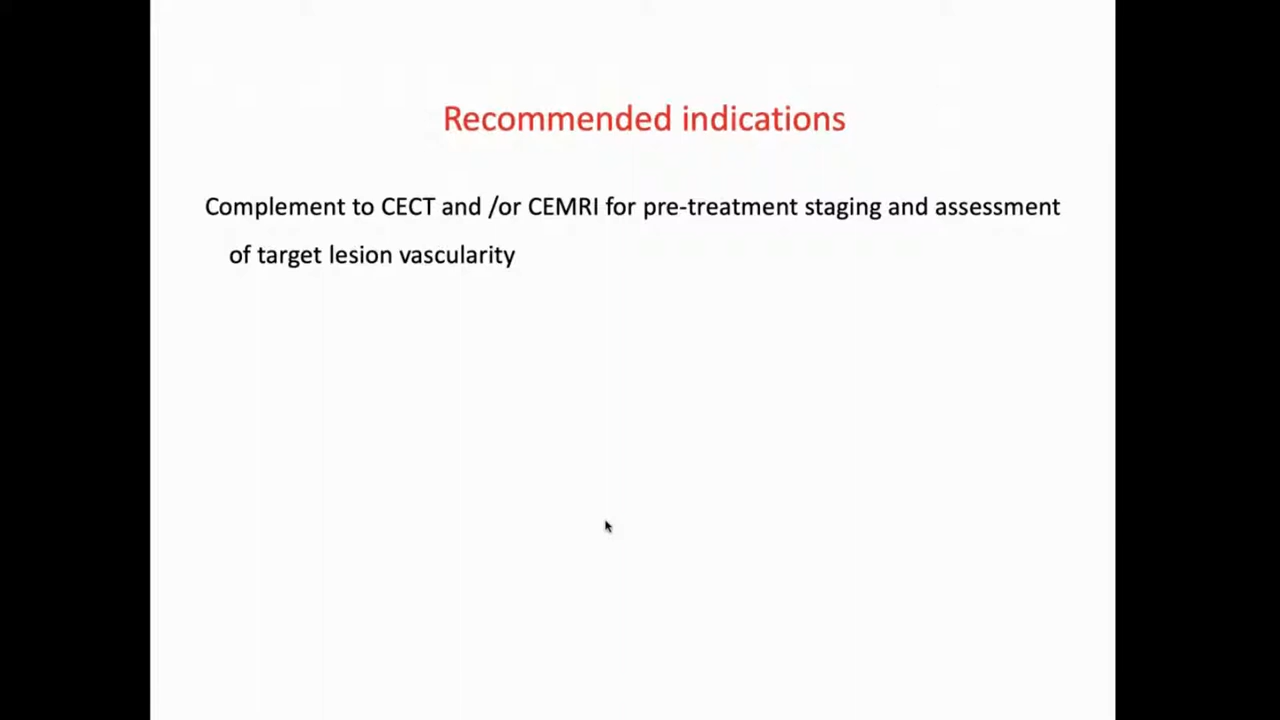 Recommended indications
Complement to CECT and /or CEMRI for pre-treatment staging and assessment
of target lesion vascularity